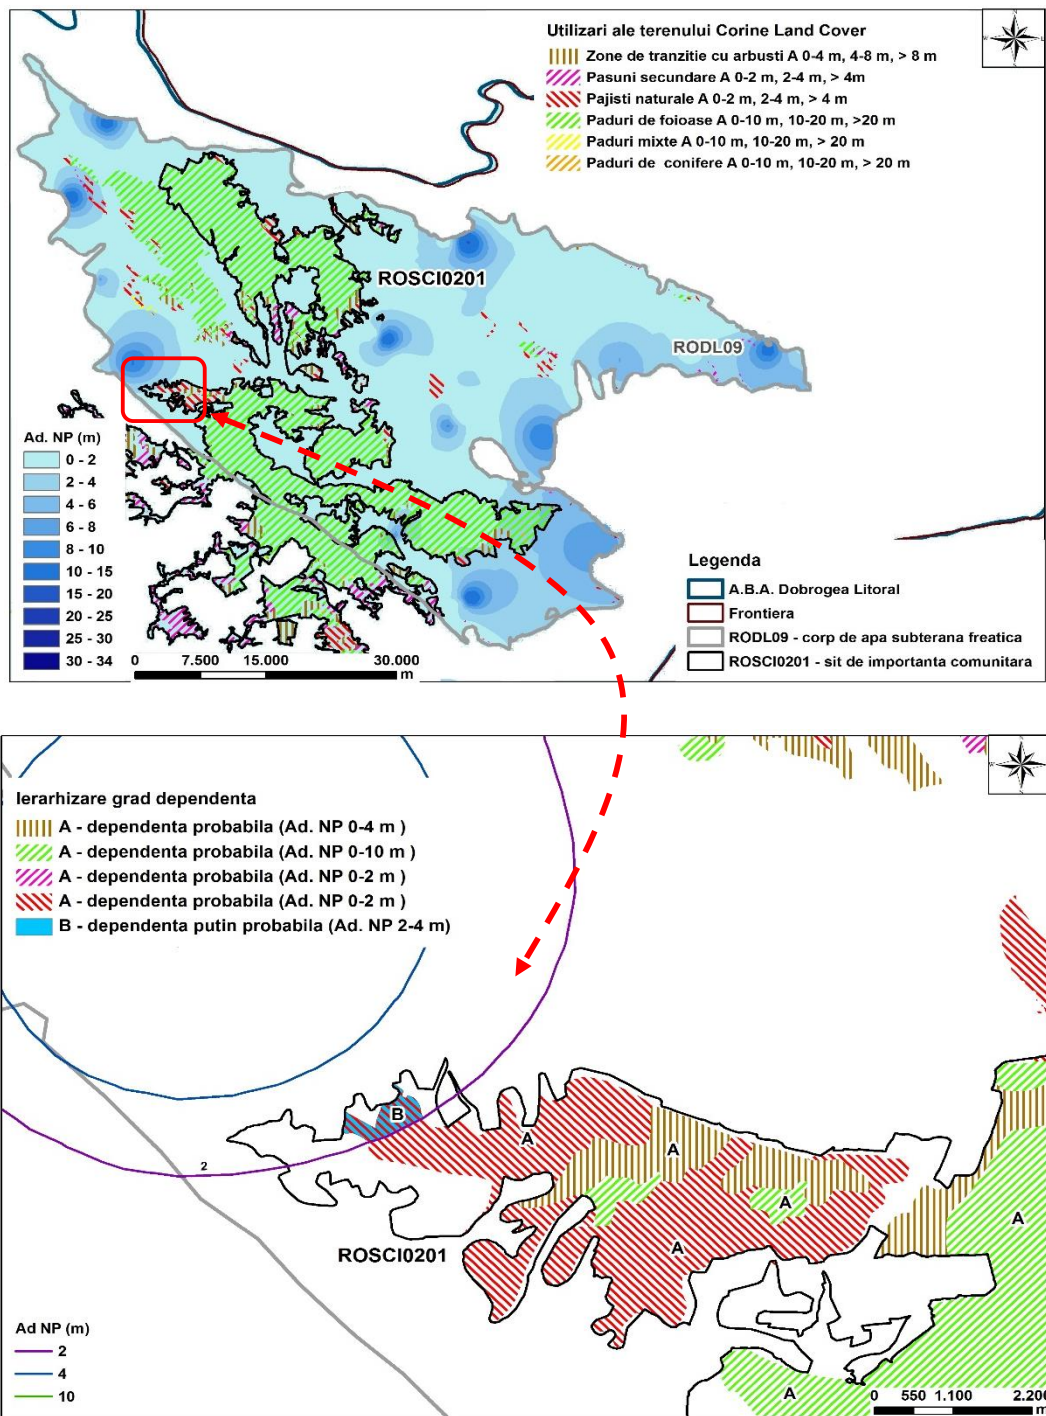 Utilizari ale terenului Corine Land Cover
Zone de tranzitie cu arbusti A 0-4 m, 4-8 m, > 8 m
Pasuni secundare A 0-2 m, 2-4 m, > 4m
Pajisti naturale A 0-2 m, 2-4 m, > 4 m
Paduri de foioase A 0-10 m, 10-20 m, >20 m
Paduri mixte A 0-10 m, 10-20 m, > 20 m
Paduri de conifere A 0-10 m, 10-20 m, > 20 m
ROSCI0201
RODL09
Ad. NP (m)
0 - 2
2 - 4
4 - 6
6 - 8
8 - 10
10 - 15
15 - 20
20 - 25
25 - 30
30 - 34
0 7.500 15.000 30.000
m
Legenda
A.B.A. Dobrogea Litoral
Frontiera
RODL09 - corp de apa subterana freatica
ROSCI0201 - sit de importanta comunitara
Ierarhizare grad dependenta
A - dependenta probabila (Ad. NP 0-4 m )
A - dependenta probabila (Ad. NP 0-10 m )
A - dependenta probabila (Ad. NP 0-2 m )
A - dependenta probabila (Ad. NP 0-2 m )
B - dependenta putin probabila (Ad. NP 2-4 m)
B
A
A
2
A
A
A
ROSCI0201
A
Ad NP (m)
2
4
10
0 550 1.100 2.200
m